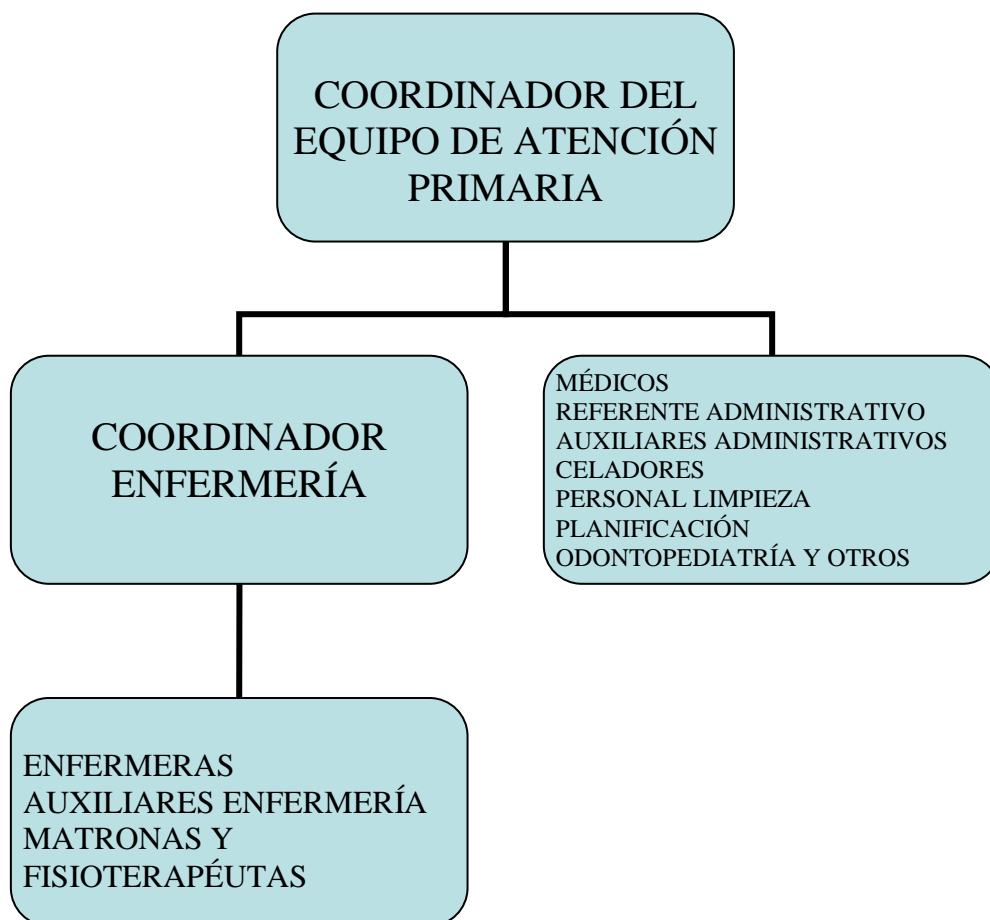 COORDINADOR DEL
EQUIPO DE ATENCIÓN
PRIMARIA
COORDINADOR
ENFERMERÍA
MÉDICOS
REFERENTE ADMINISTRATIVO
AUXILIARES ADMINISTRATIVOS
CELADORES
PERSONAL LIMPIEZA
PLANIFICACIÓN
ODONTOPEDIATRÍA Y OTROS
ENFERMERAS
AUXILIARES ENFERMERÍA
MATRONAS Y
FISIOTERAPÉUTAS